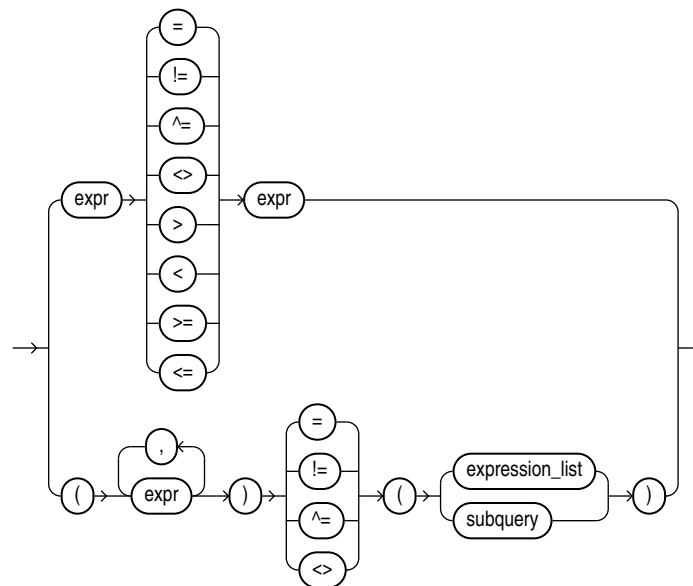 =
!=
^=
<>
expr
expr
>
<
>=
<=
=
,
!=
expression_list
( expr ) (
)
^=
subquery
<>